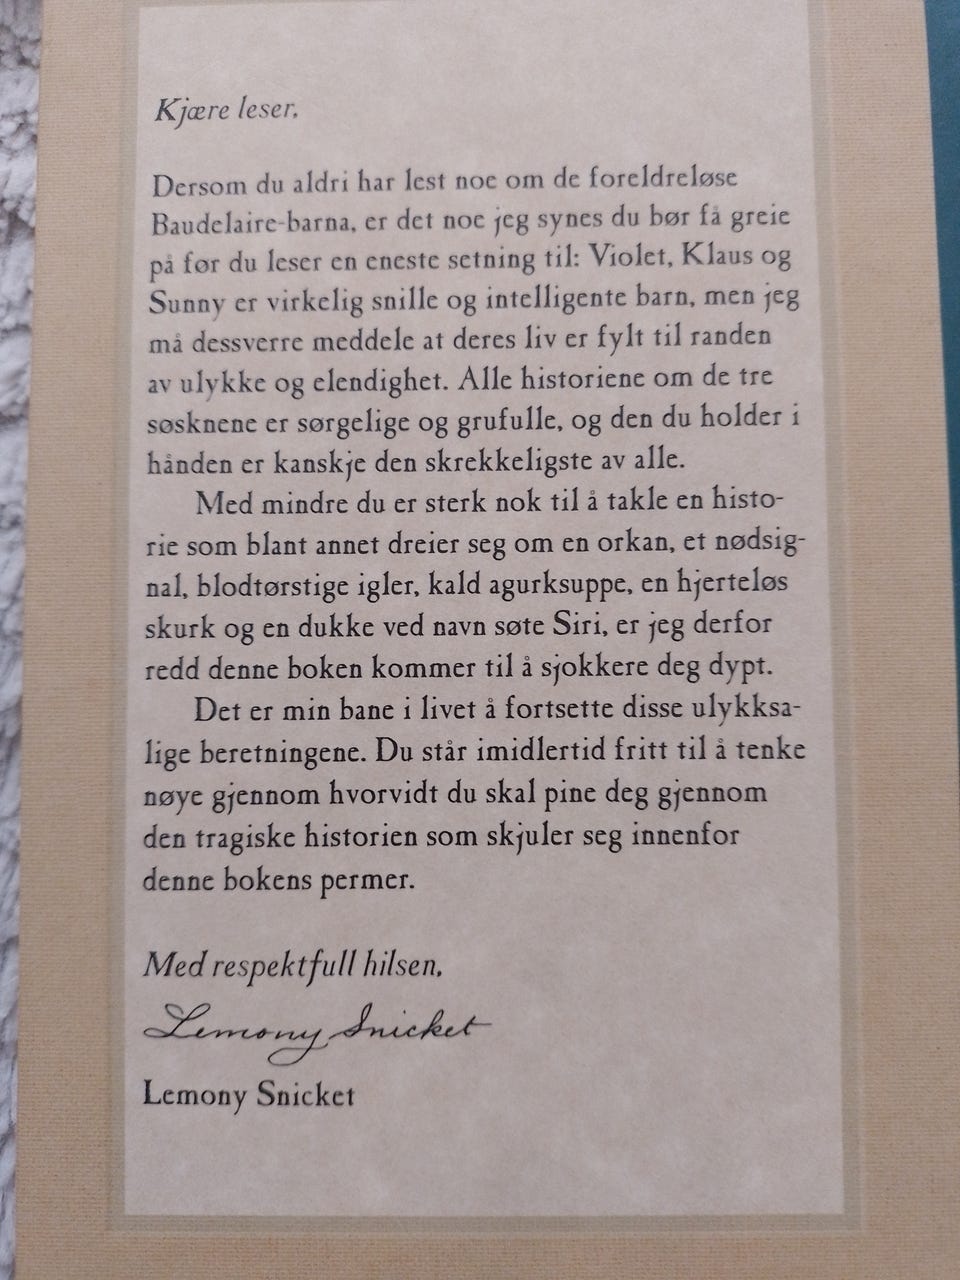 Kjære leser,
Dersom du aldri har lest noe om de foreldreløse
Baudelaire-barna, er det noe jeg synes du bør få greie
på før du leser en eneste setning til: Violet, Klaus og
Sunny er virkelig snille og intelligente barn, men jeg
må dessverre meddele at deres liv er fylt til randen
av ulykke og elendighet. Alle historiene om de tre
søsknene er sørgelige og grufulle, og den du holder i
hånden er kanskje den skrekkeligste av alle.
Med mindre du er sterk nok til å takle en histo-
rie som blant annet dreier seg om en orkan, et nødsig-
nal, blodtørstige igler, kald agurksuppe, en hjerteløs
skurk og en dukke ved navn søte Siri, er jeg derfor
redd denne boken kommer til å sjokkere deg dypt.
Det er min bane i livet å fortsette disse ulykksa-
lige beretningene. Du står imidlertid fritt til å tenke
nøye gjennom hvorvidt du skal pine deg gjennom
den tragiske historien som skjuler seg innenfor
denne bokens permer.
Med respektfull hilsen,
Lemony Snicket
Lemony Snicket